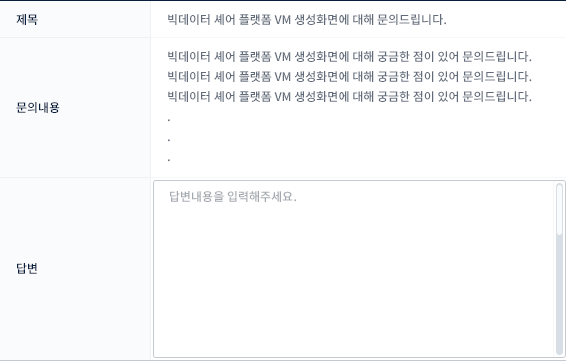 제목
빅데이터 셰어 플랫폼 VM 생성화면에 대해 문의드립니다.
문의내용
빅데이터 셰어 플랫폼 VM 생성화면에 대해 궁금한 점이 있어 문의드립니다.
빅데이터 셰어 플랫폼 VM 생성화면에 대해 궁금한 점이 있어 문의드립니다.
빅데이터 셰어 플랫폼 VM 생성화면에 대해 궁금한 점이 있어 문의드립니다.
.
.
.
답변
답변내용을 입력해주세요.